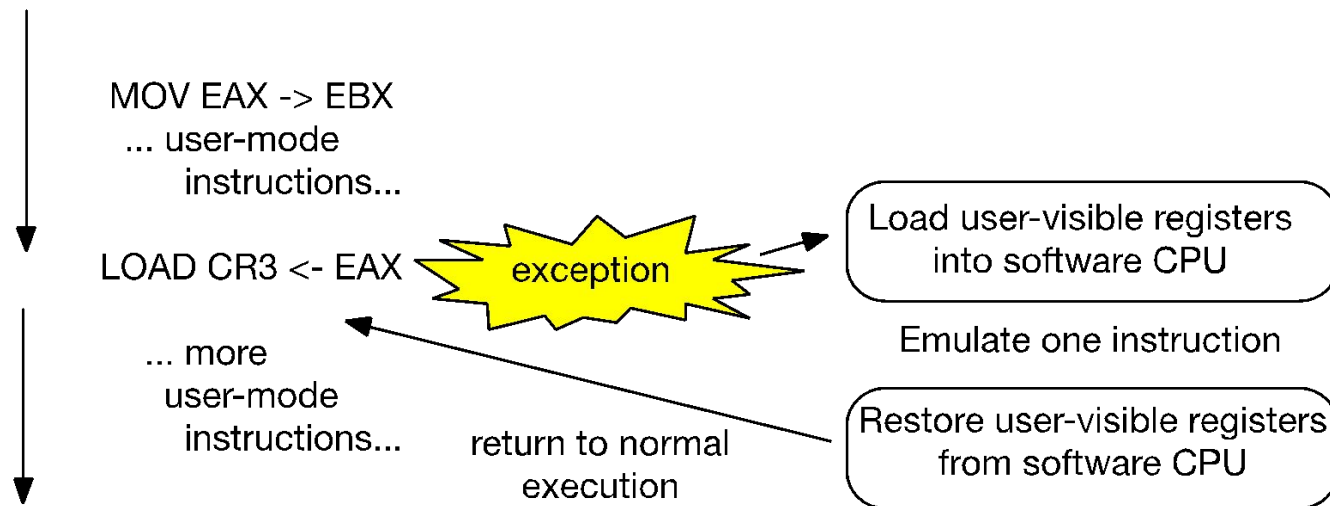 MOV EAX -> EBX
... user-mode
instructions...
LOAD CR3 <- EAX
exception
Load user-visible registers
into software CPU
Emulate one instruction
... more
user-mode
instructions...
return to normal
execution
Restore user-visible registers
from software CPU